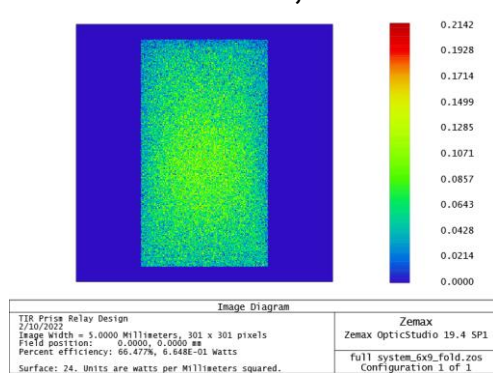 0.2142
0.1928
0.1714
0.1499
0.1285
0.1071
0.0857
0.0643
0.0428
0.0214
0.0000
Image Diagram
TIR Prism Relay Design
2/10/2022
Image Width = 5.0000 Millimeters, 301 x 301 pixels
Field position: 0.0000, 0.0000 mm
Percent efficiency: 66.477%, 6.648E-01 Watts
Surface: 24. Units are watts per Millimeters squared.
Zemax
Zemax OpticStudio 19.4 SP1
full system_6x9_fold.zos
Configuration 1 of 1